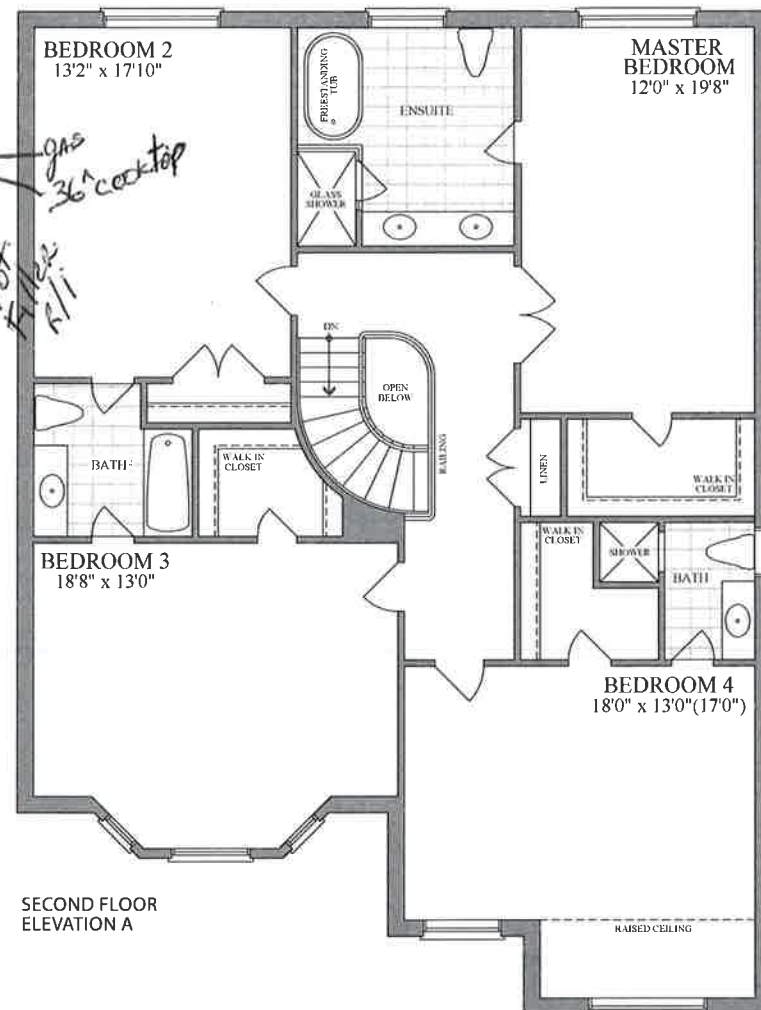 BEDROOM 2
13'2" x 17'10"
FREESTANDING
TUB
ENSUITE
MASTER
BEDROOM
12'0" x 19'8"
gas
36" cooktop
GLASS
SHOWER
R/i
DN
OPEN
BELOW
RAILING
LINEN
WALK IN
CLOSET
BATH
WALK IN
CLOSET
WALK IN
CLOSET
SHOWER
BATH
BEDROOM 3
18'8" x 13'0"
BEDROOM 4
18'0" x 13'0"(17'0")
SECOND FLOOR
ELEVATION A
RAISED CEILING